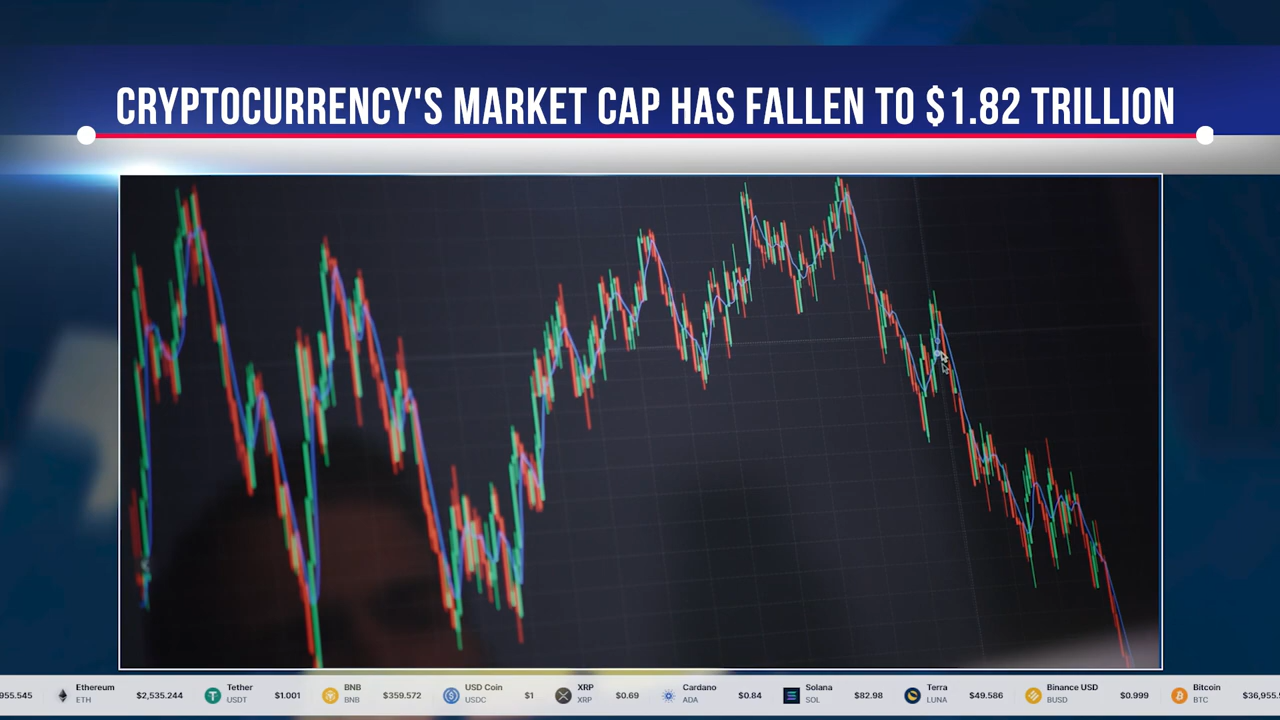 CRYPTOCURRENCY'S MARKET CAP HAS FALLEN TO $1.82 TRILLION
955.545 Ethereum ETH $2,535.244 Tether USDT $1.001 BNB BNB $359.572 USD Coin USDC $1 XRP XRP $0.69 Cardano ADA $0.84 Solana SOL $82.98 Terra LUNA $49.586 Binance USD BUSD $0.999 Bitcoin BTC $36,955.